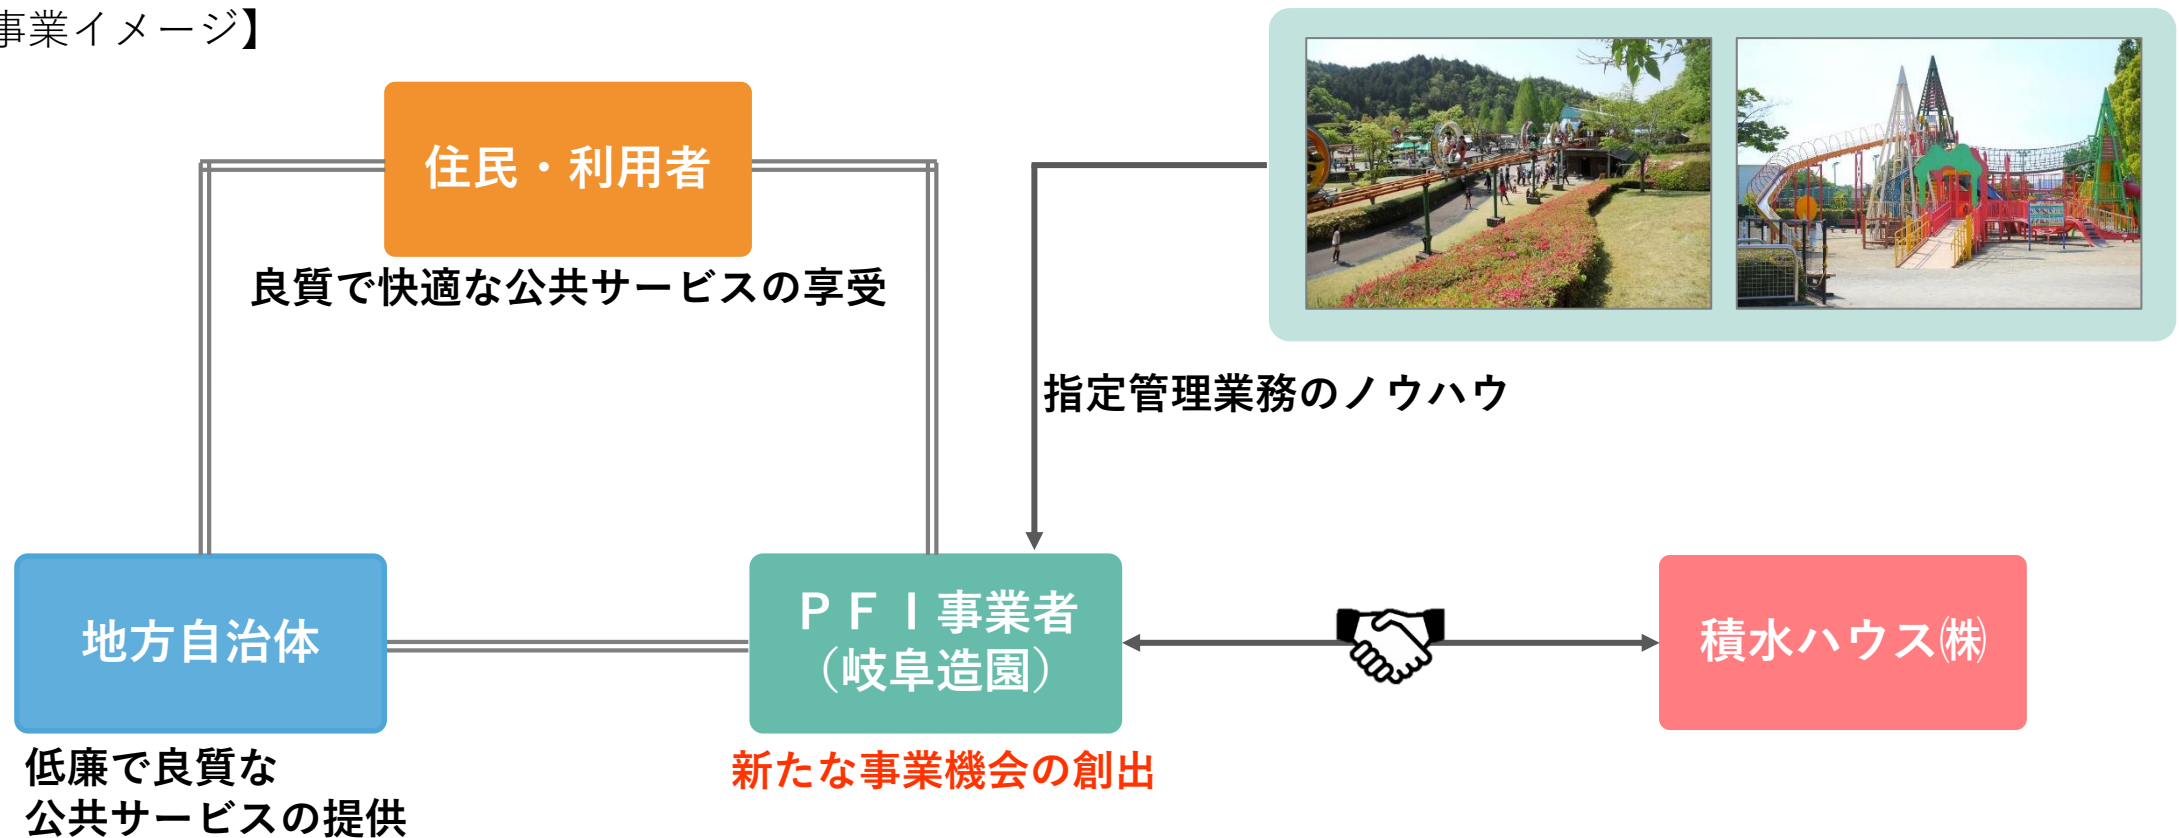 事業イメージ】
住民・利用者
良質で快適な公共サービスの享受
指定管理業務のノウハウ
地方自治体
低廉で良質な
公共サービスの提供
ＰＦＩ事業者
（岐阜造園）
新たな事業機会の創出
積水ハウス㈱